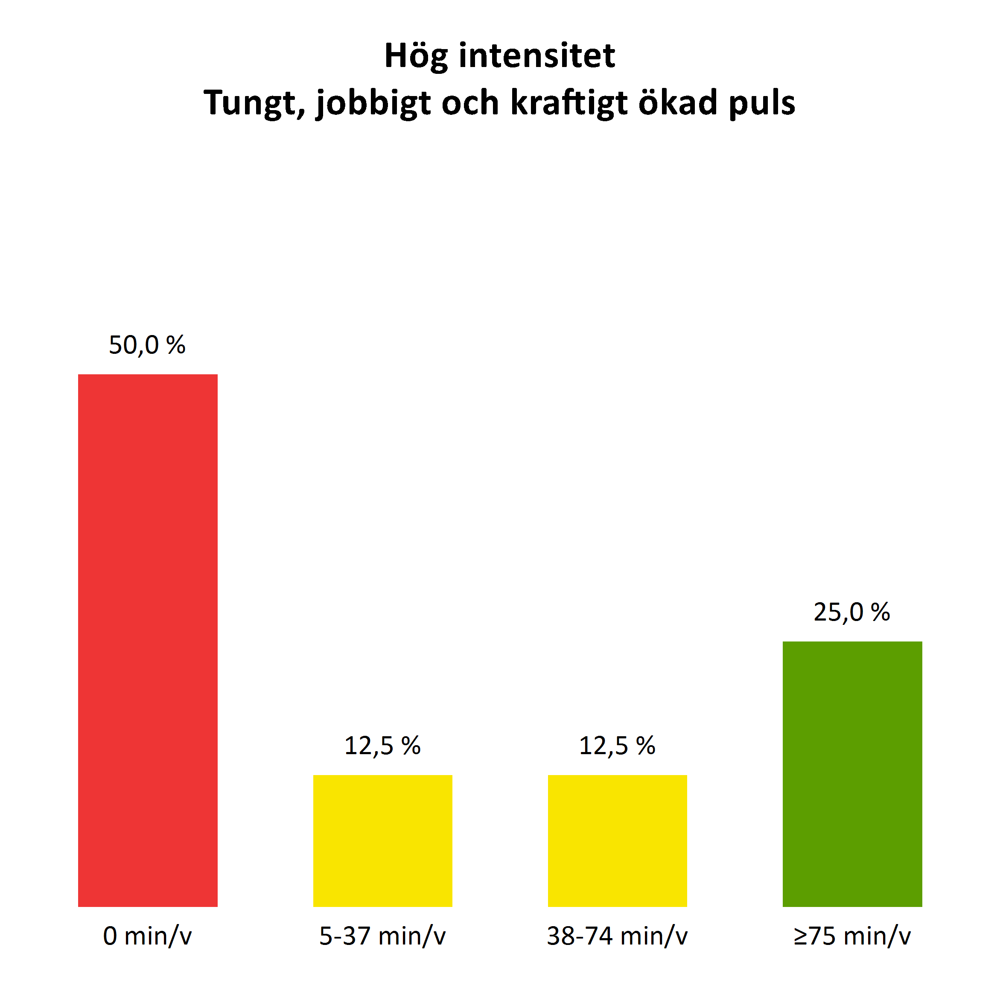 Hög intensitet
Tungt, jobbigt och kraftigt ökad puls
50,0 %
25,0 %
12,5 %
12,5 %
0 min/v
5-37 min/v
38-74 min/v
≥75 min/v